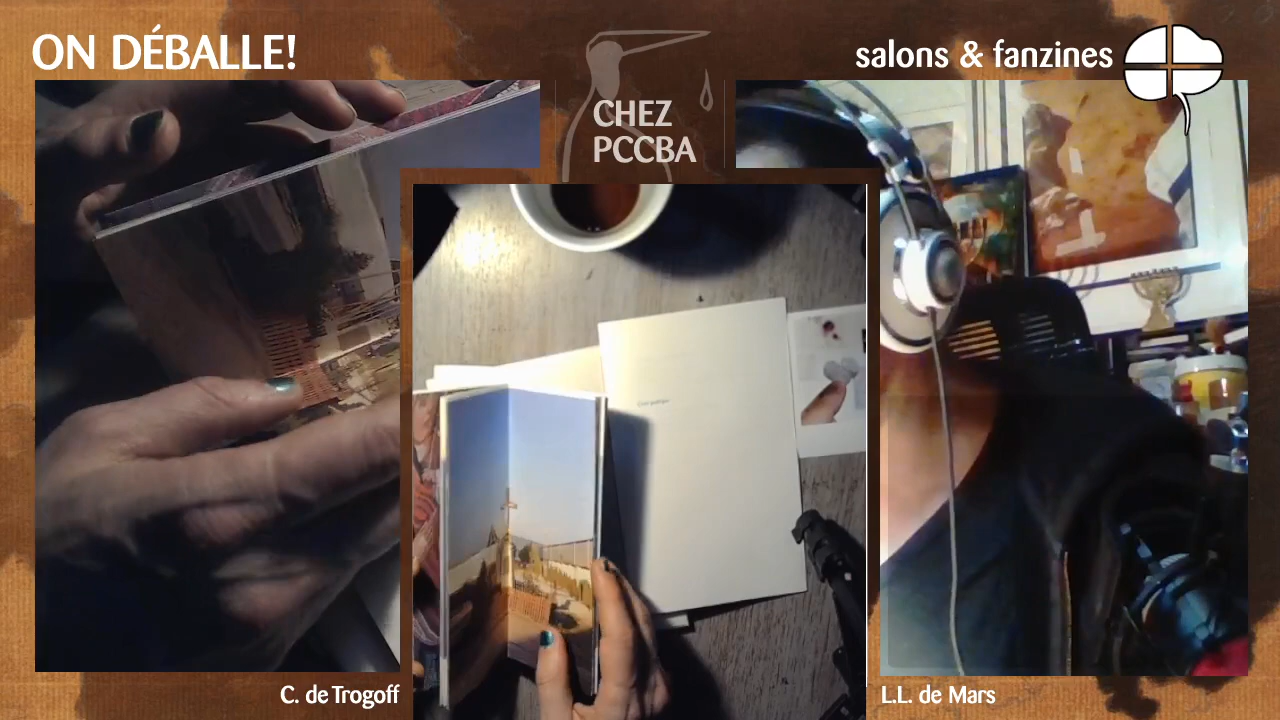 ON DÉBALLE!
salons & fanzines
CHEZ
PCCBA
C. de Trogoff
L.L. de Mars